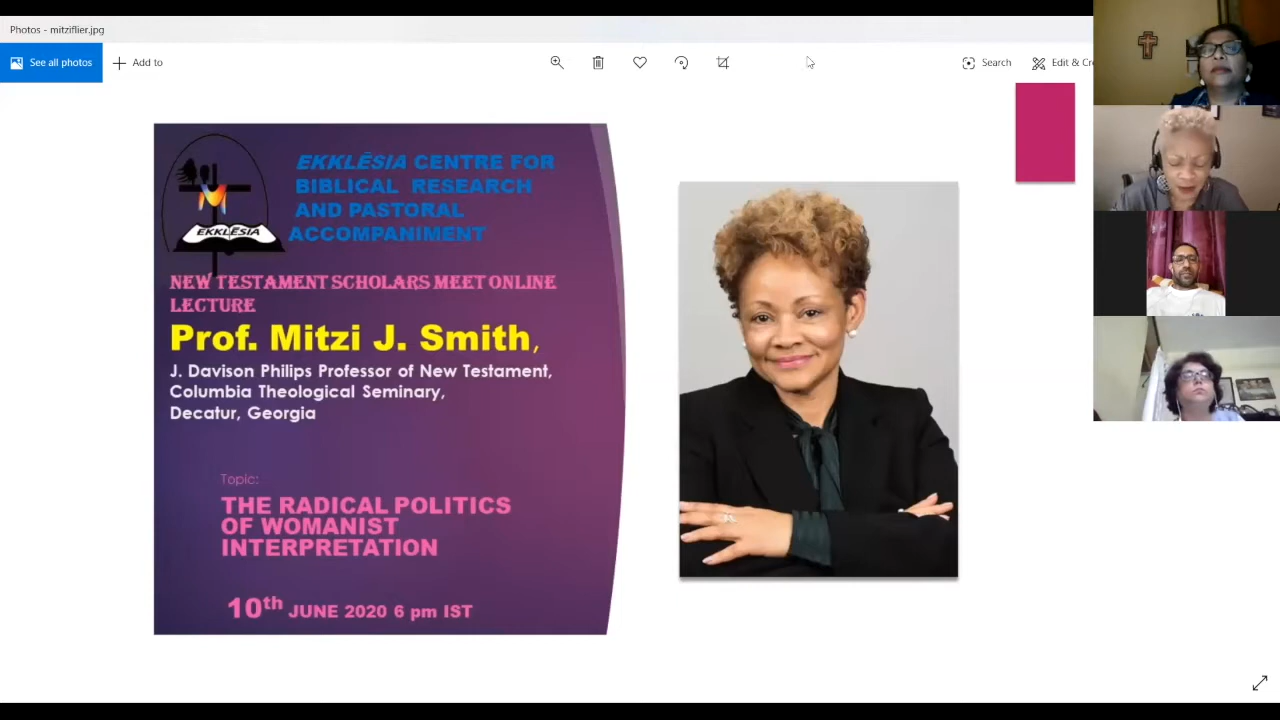 Photos - mitziflier.jpg
See all photos
Add to
Search
Edit & Cr
EKKLĒSIA CENTRE FOR
BIBLICAL RESEARCH
AND PASTORAL
ACCOMPANIMENT
EKKLĒSIA
NEW TESTAMENT SCHOLARS MEET ONLINE
LECTURE
Prof. Mitzi J. Smith,
J. Davison Philips Professor of New Testament,
Columbia Theological Seminary,
Decatur, Georgia
Topic:
THE RADICAL POLITICS
OF WOMANIST
INTERPRETATION
10th JUNE 2020 6 pm IST